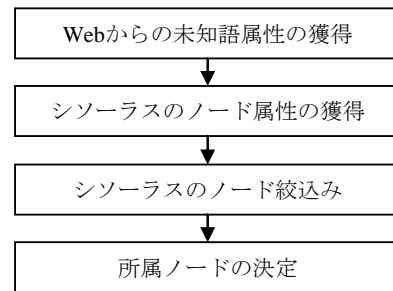 Webからの未知語属性の獲得
シソーラスのノード属性の獲得
シソーラスのノード絞込み
所属ノードの決定